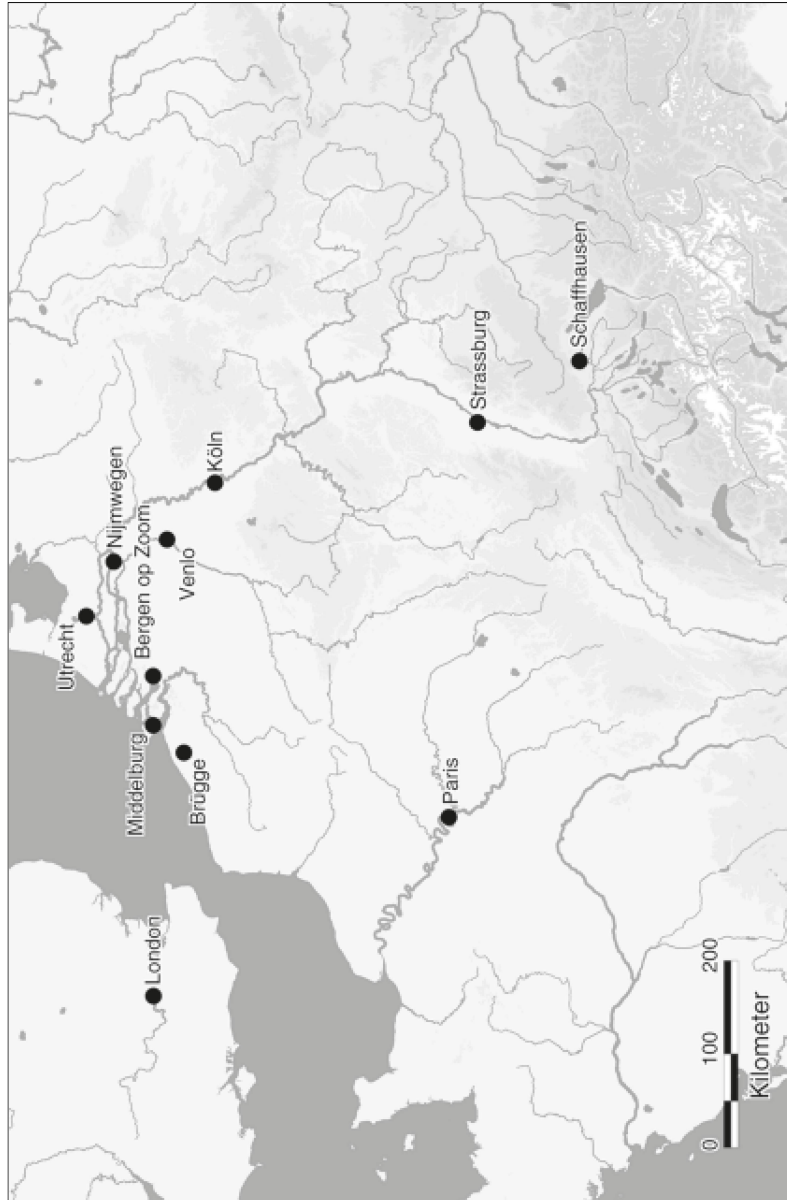 Utrecht
Nijmwegen
London
Middelburg
Bergen op Zoom
Venlo
Brügge
Köln
Paris
Strassburg
Schaffhausen
0 100 200
Kilometer